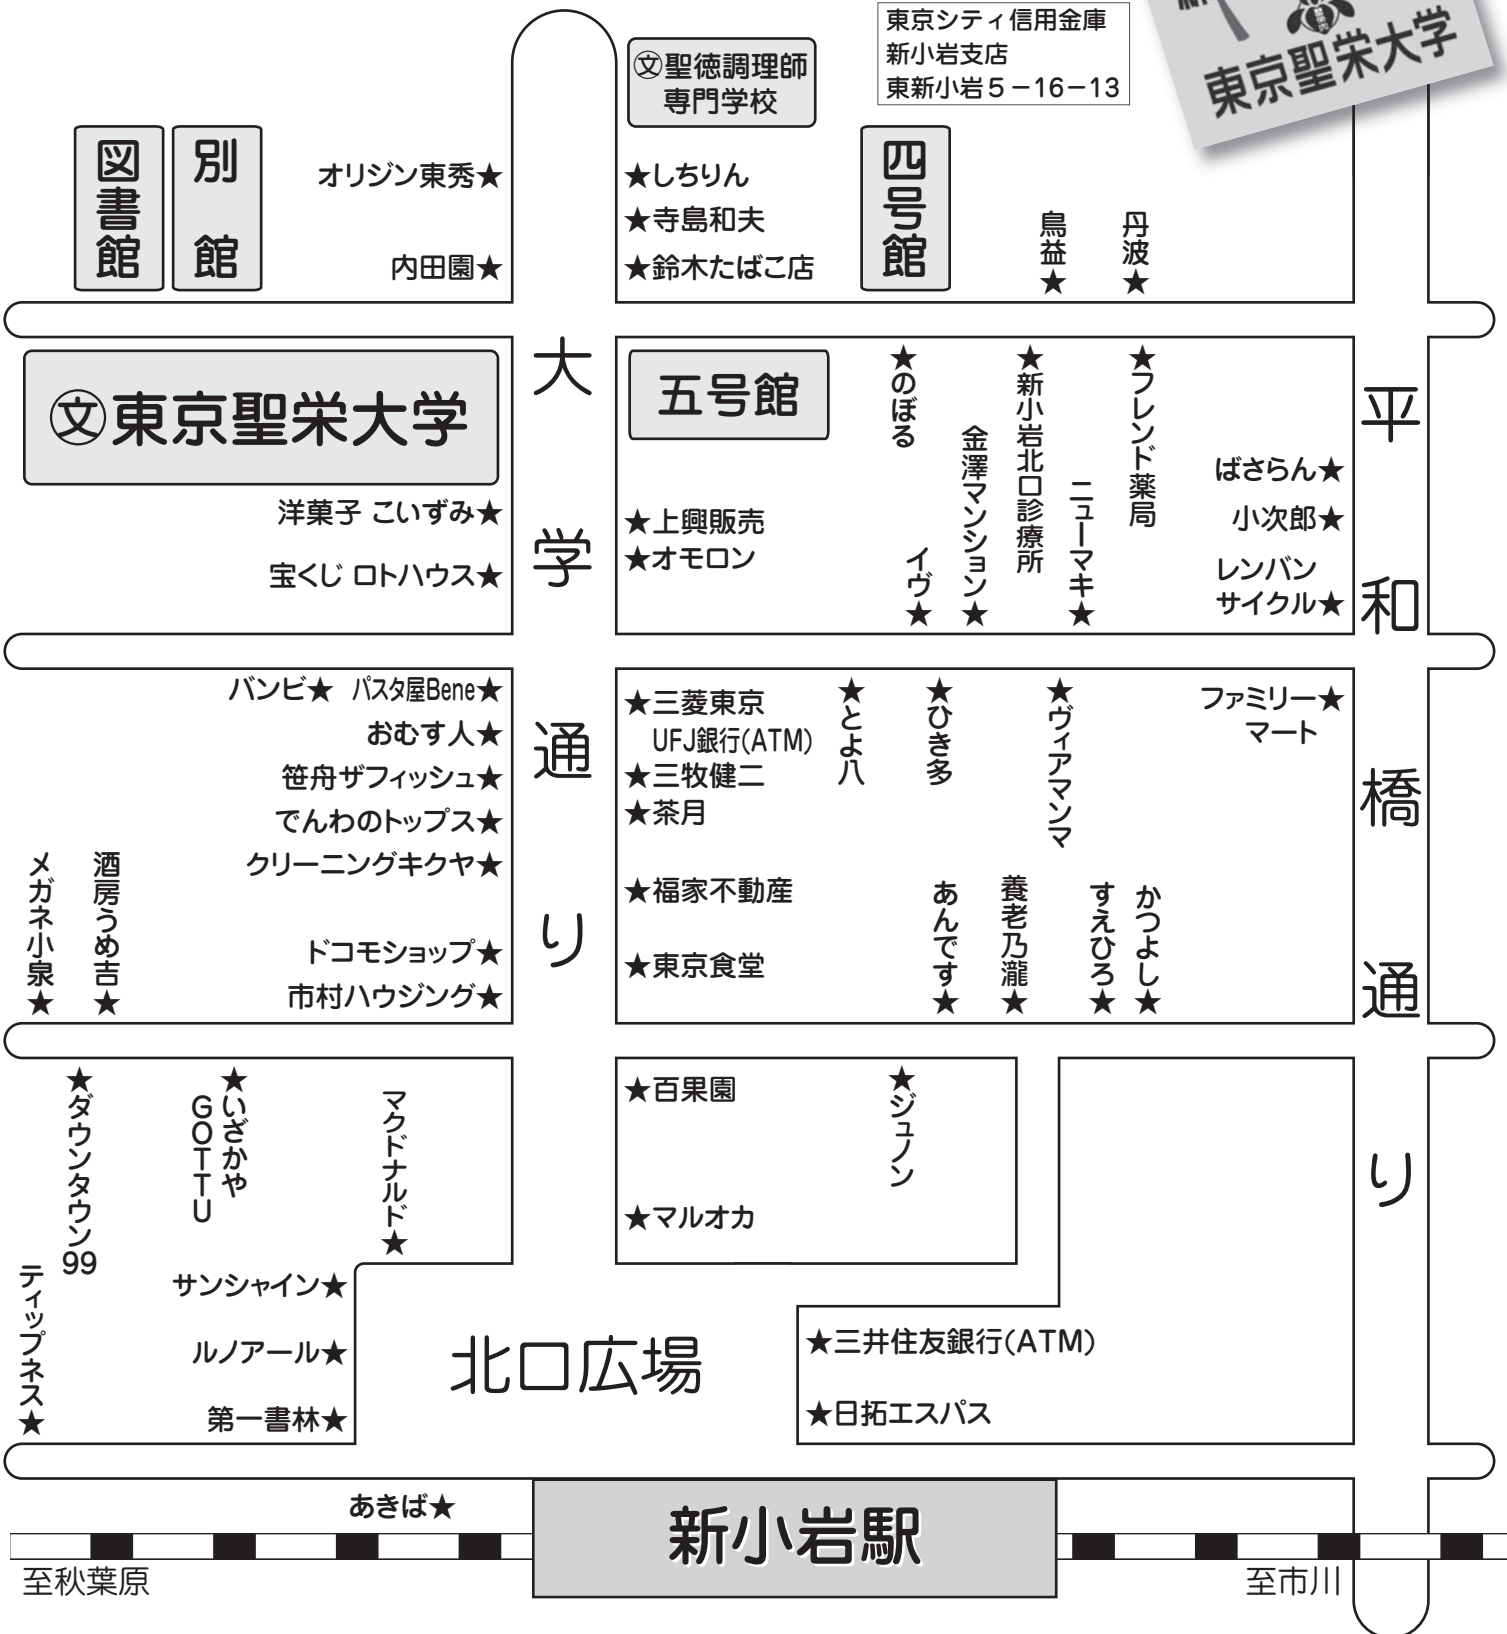 東京シティ信用金庫
新小岩支店
東新小岩5−16−13
東京聖栄大学
㊛聖徳調理師
専門学校
図書館
別館
オリジン東秀★
内田園★
★しちりん
★寺島和夫
★鈴木たばこ店
四号館
鳥益★
丹波★
大学通り
平和橋通り
㊛東京聖栄大学
洋菓子 こいずみ★
宝くじ ロトハウス★
五号館
★上興販売
★オモロン
★のぼる
イヴ★
金澤マンション★
★新小岩北口診療所
ニューマキ★
★フレンド薬局
ばさらん★
小次郎★
レンバン
サイクル★
バンビ★ パスタ屋Bene★
おむす人★
笹舟ザフィッシュ★
でんわのトップス★
クリーニングキクヤ★
ドコモショップ★
市村ハウジング★
メガネ小泉★
酒房うめ吉★
★三菱東京
UFJ銀行(ATM)
★三牧健二
★茶月
★福家不動産
★東京食堂
★とよ八
★ひき多
★ヴィアマンマ
ファミリー★
マート
あんです★
養老乃瀧★
すえひろ★
かつよし★
★ダウンタウン99
★いざかや
GOTTU
マクドナルド★
ティップネス★
サンシャイン★
ルノアール★
第一書林★
★百果園
★マルオカ
★ジュノン
北口広場
★三井住友銀行(ATM)
★日拓エスパス
あきば★
新小岩駅
至秋葉原
至市川